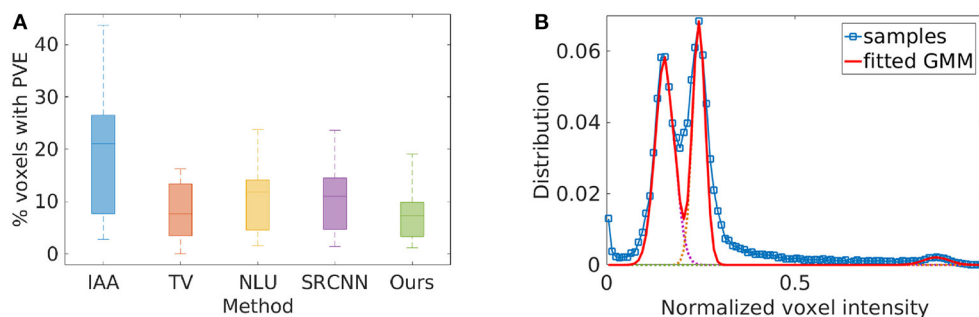 A
% voxels with PVE
40
30
20
10
0
IAA TV NLU SRCNN Ours
Method
B
Distribution
0.06
0.04
0.02
0
0 0.5
Normalized voxel intensity
samples
fitted GMM